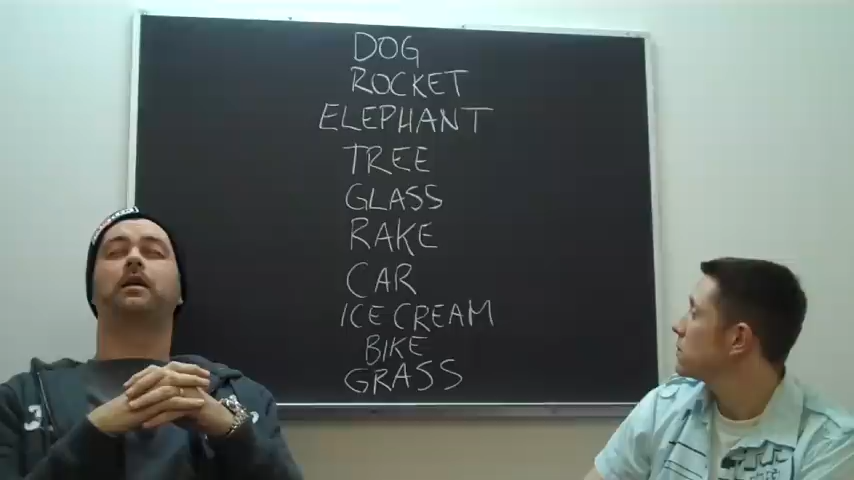 DOG
ROCKET
ELEPHANT
TREE
GLASS
RAKE
CAR
ICE CREAM
BIKE
GRASS